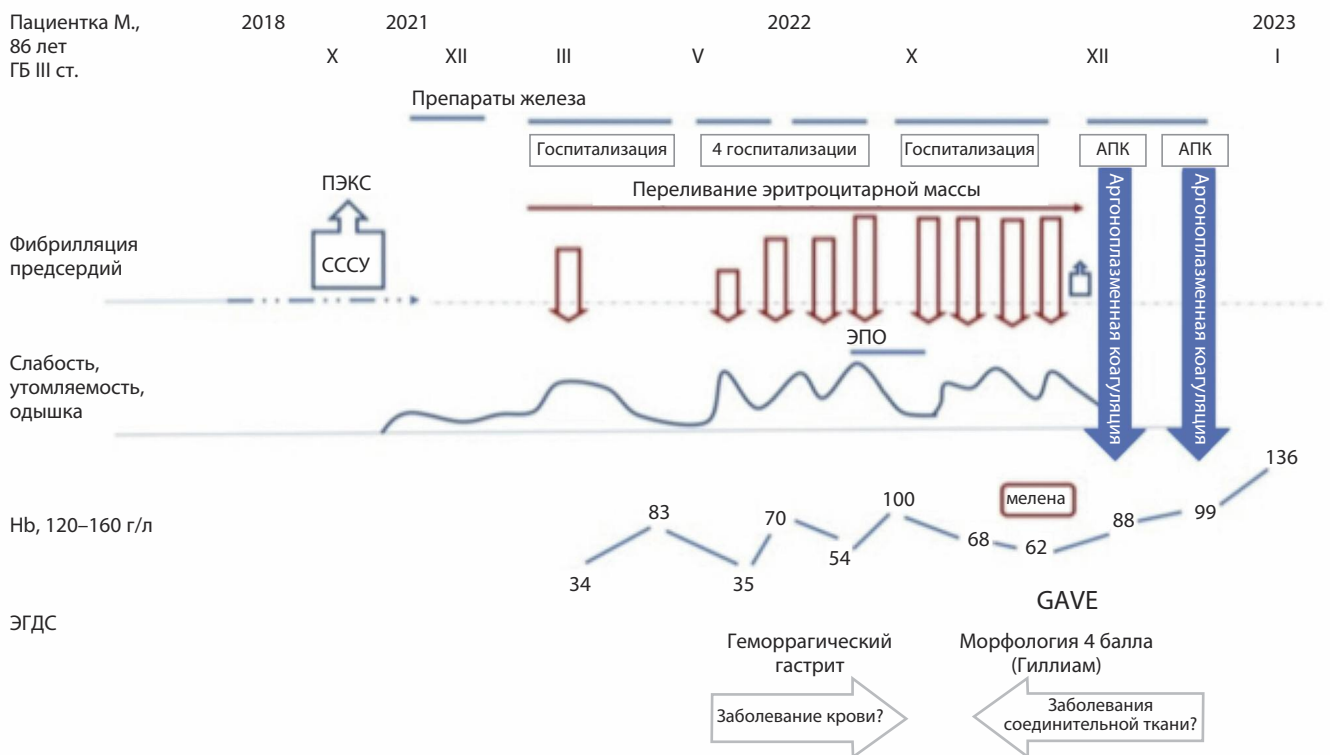 Пациентка М.,
86 лет
ГБ III ст.
2018 2021 2022 2023
X XII III V X XII I
Препараты железа
Госпитализация 4 госпитализации Госпитализация АПК АПК
ПЭКС
Переливание эритроцитарной массы
СССУ
Фибрилляция
предсердий
Аргоноплазменная коагуляция
Аргоноплазменная коагуляция
ЭПО
Слабость,
утомляемость,
одышка
Hb, 120–160 г/л
34 83 35 70 54 100 68 62 88 99 136
мелена
ЭГДС
GAVE
Геморрагический
гастрит
Морфология 4 балла
(Гиллиам)
Заболевание крови?
Заболевания
соединительной ткани?